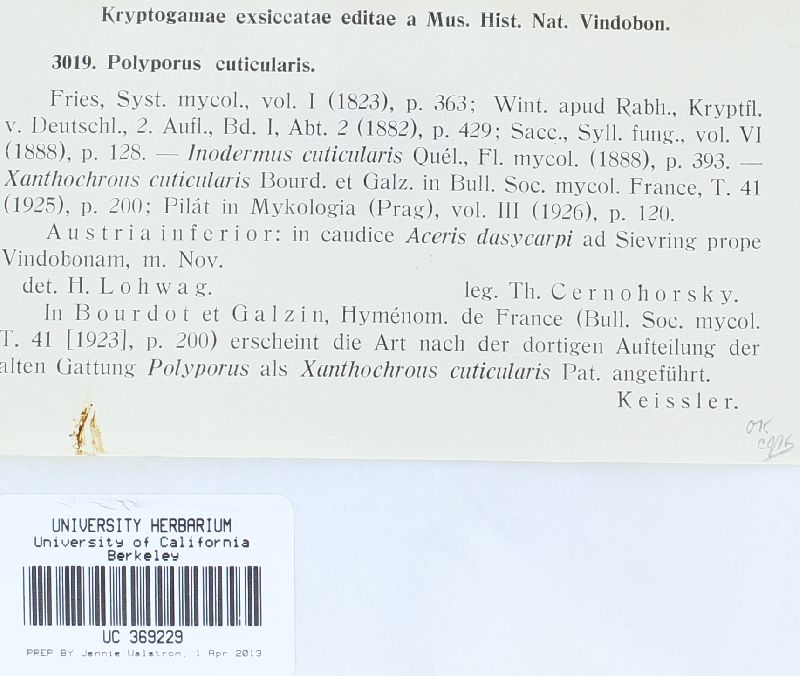 Kryptogamae exsiccatae editae a Mus. Hist. Nat. Vindobon.
3019. Polyporus cuticularis.
Fries, Syst. mycol., vol. I (1823), p. 363; Wint. apud Rabh., Kryptfl.
v. Deutschl., 2. Aufl., Bd. I, Abt. 2 (1882), p. 429; Sacc., Syll. fung., vol. VI
(1888), p. 128. — Inodermus cuticularis Quél., Fl. mycol. (1888), p. 393. —
Xanthochrous cuticularis Bourd. et Galz. in Bull. Soc. mycol. France, T. 41
(1925), p. 200; Pilát in Mykologia (Prag), vol. III (1926), p. 120.
Austria inferior: in caudice Aceris dasycarpi ad Sievring prope
Vindobonam, m. Nov.
det. H. Lohwag. leg. Th. Cernohorsky.
In Bourdot et Galzin, Hyménom. de France (Bull. Soc. mycol.
T. 41 [1923], p. 200) erscheint die Art nach der dortigen Aufteilung der
alten Gattung Polyporus als Xanthochrous cuticularis Pat. angeführt.
Keissler.
OK
UNIVERSITY HERBARIUM
University of California
Berkeley
UC 369229
PREP BY Jennie Walstrom, 1 Apr 2013